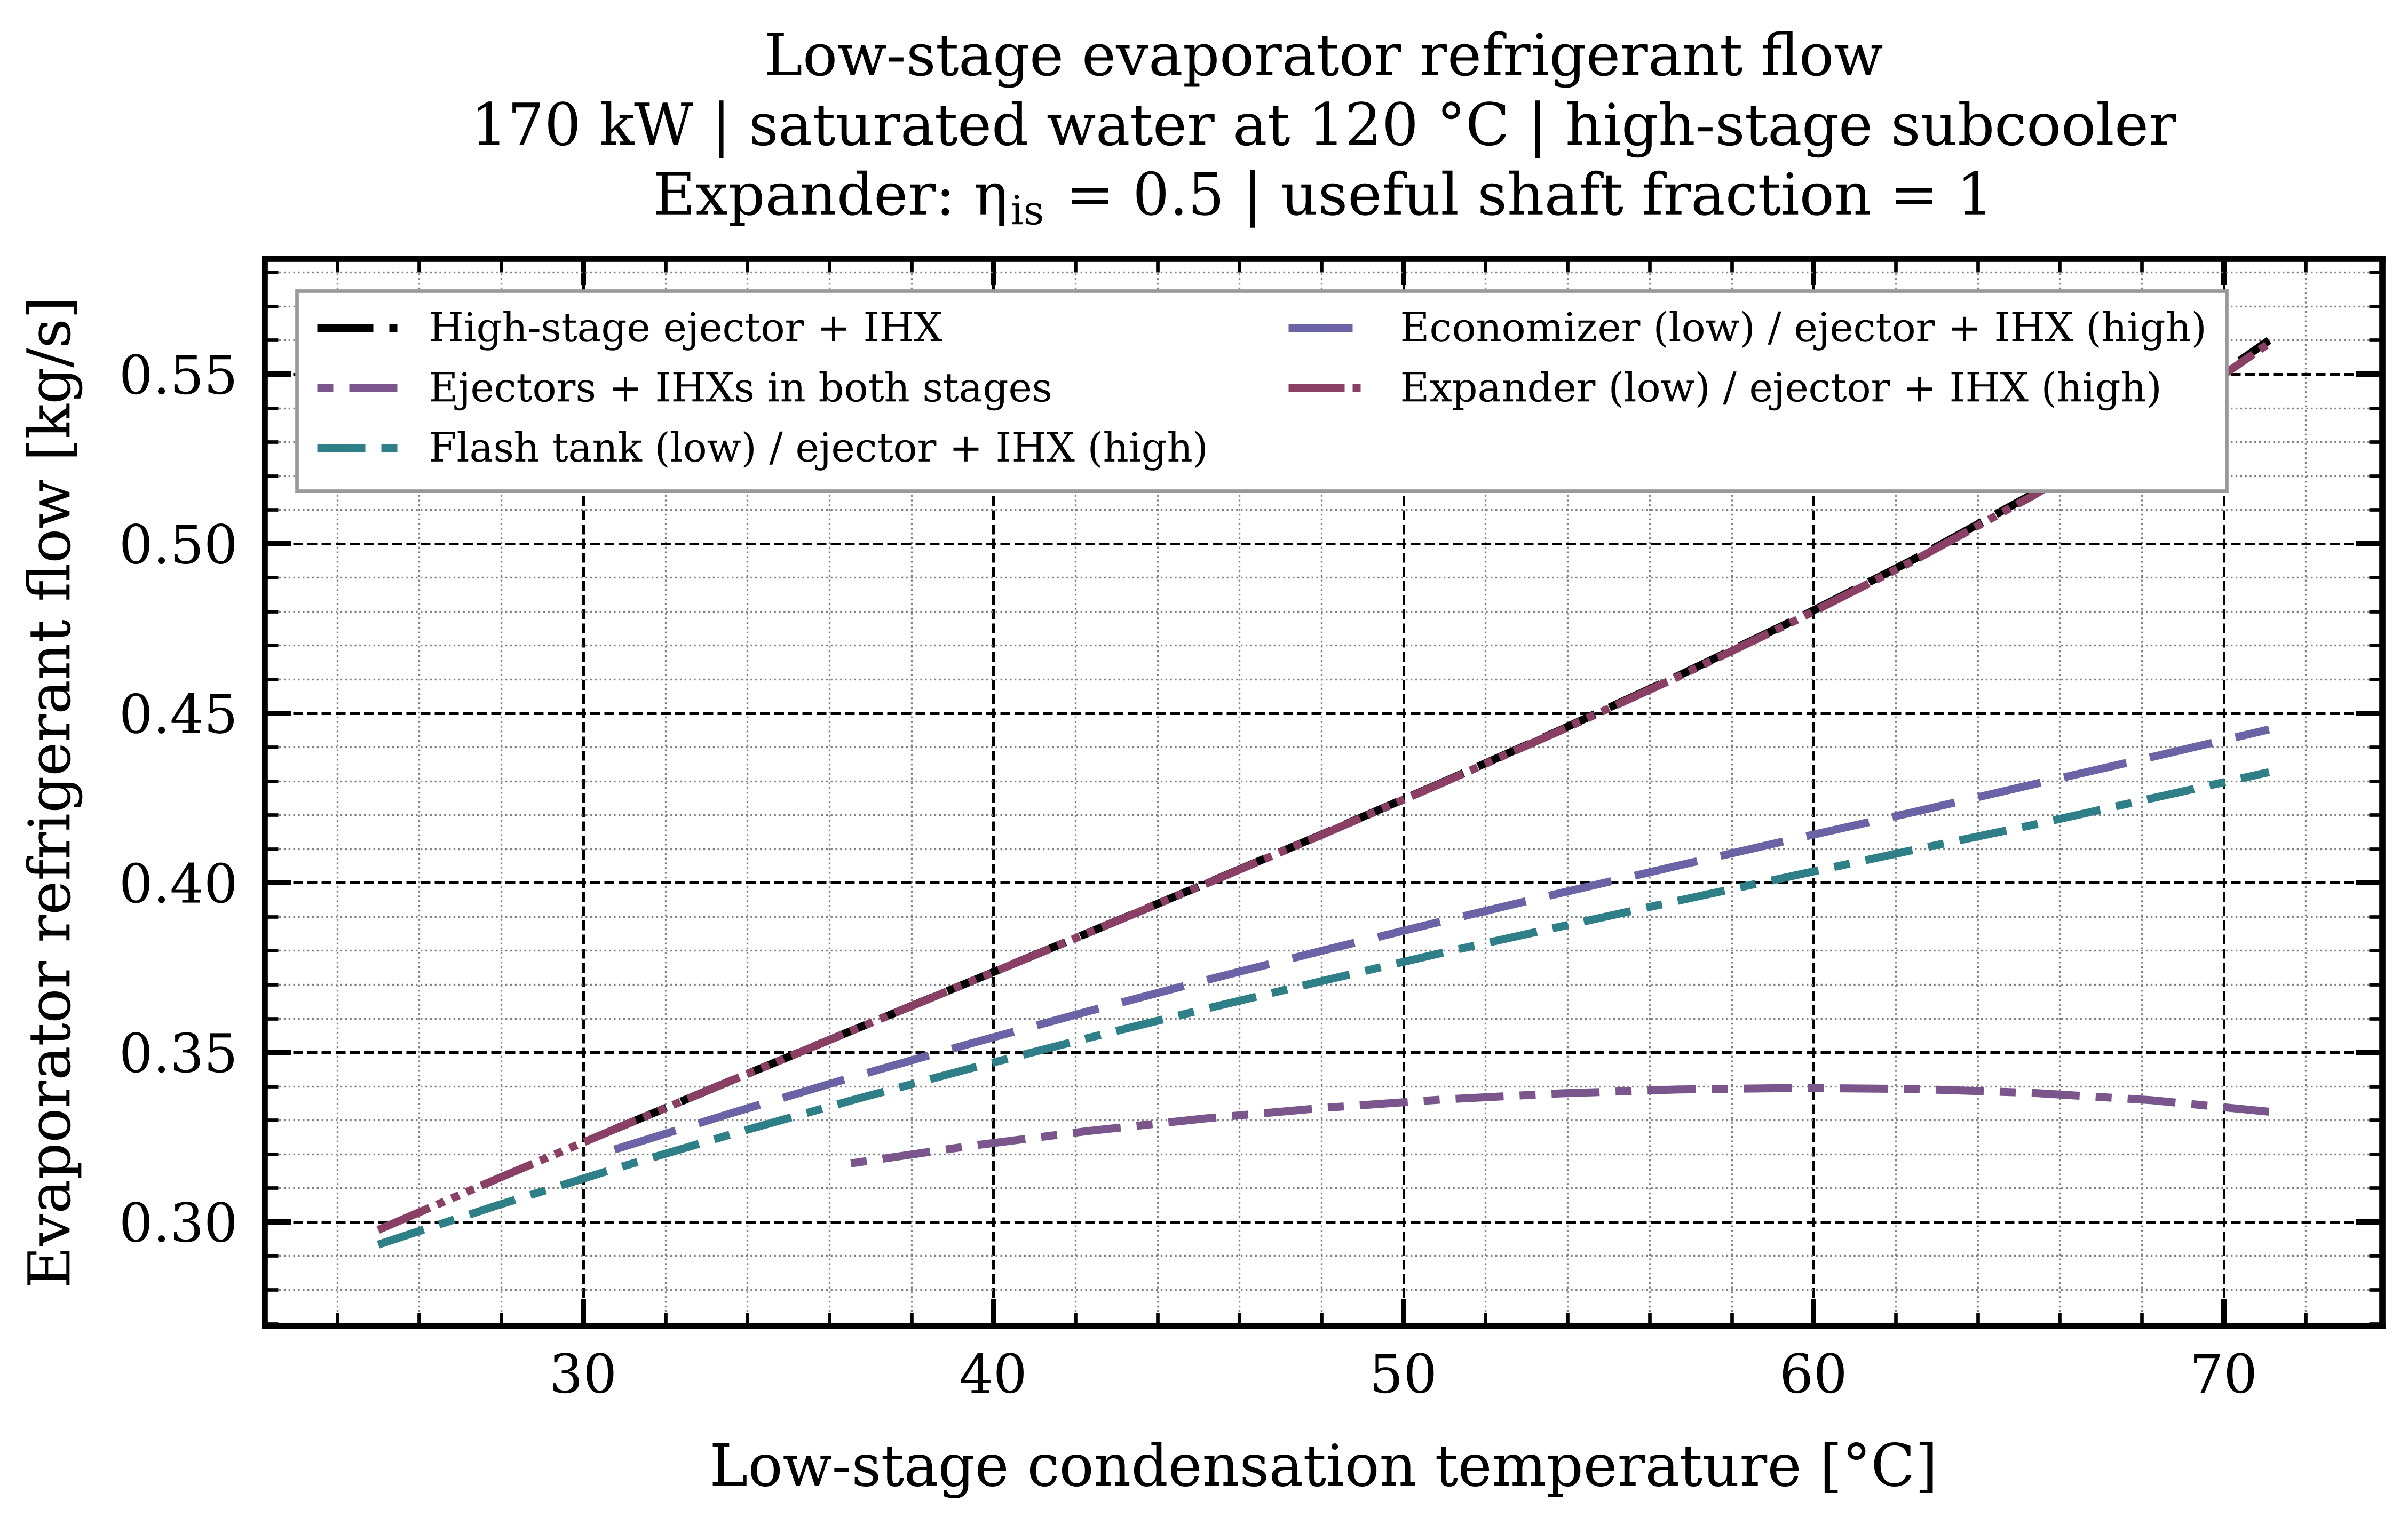 Low-stage evaporator refrigerant flow
170 kW | saturated water at 120 °C | high-stage subcooler
Expander: ηis = 0.5 | useful shaft fraction = 1
High-stage ejector + IHX
Ejectors + IHXs in both stages
Flash tank (low) / ejector + IHX (high)
Economizer (low) / ejector + IHX (high)
Expander (low) / ejector + IHX (high)
Evaporator refrigerant flow [kg/s]
0.55
0.50
0.45
0.40
0.35
0.30
30 40 50 60 70
Low-stage condensation temperature [°C]